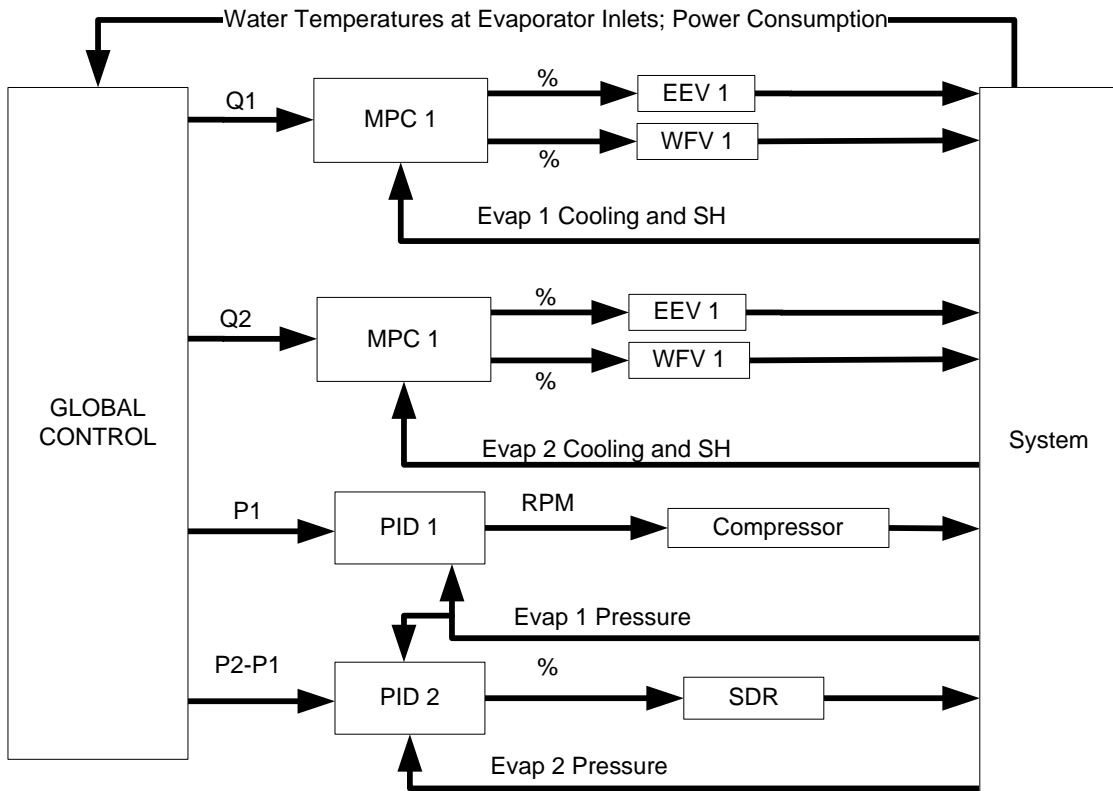 Water Temperatures at Evaporator Inlets; Power Consumption
GLOBAL
CONTROL
Q1
MPC 1
%
%
EEV 1
WFV 1
Evap 1 Cooling and SH
Q2
MPC 1
%
%
EEV 1
WFV 1
Evap 2 Cooling and SH
System
P1
PID 1
RPM
Compressor
Evap 1 Pressure
P2-P1
PID 2
%
SDR
Evap 2 Pressure